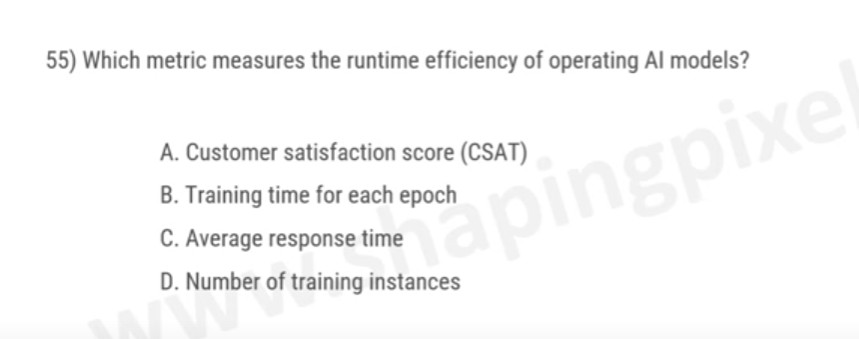 55) Which metric measures the runtime efficiency of operating AI models?
A. Customer satisfaction score (CSAT)
B. Training time for each epoch
C. Average response time
D. Number of training instances
www.shapingpixel